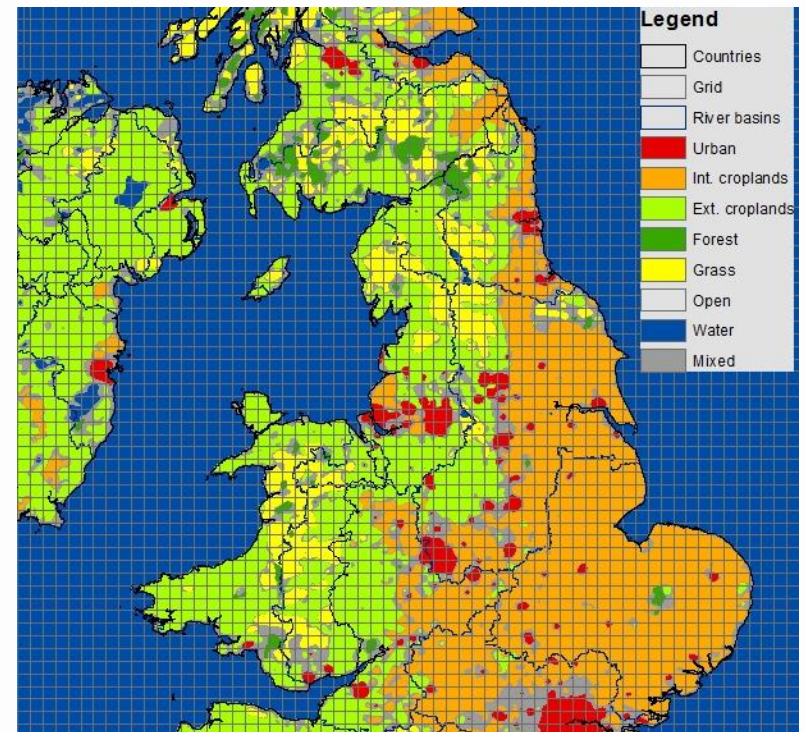 Legend
Countries
Grid
River basins
Urban
Int. croplands
Ext. croplands
Forest
Grass
Open
Water
Mixed